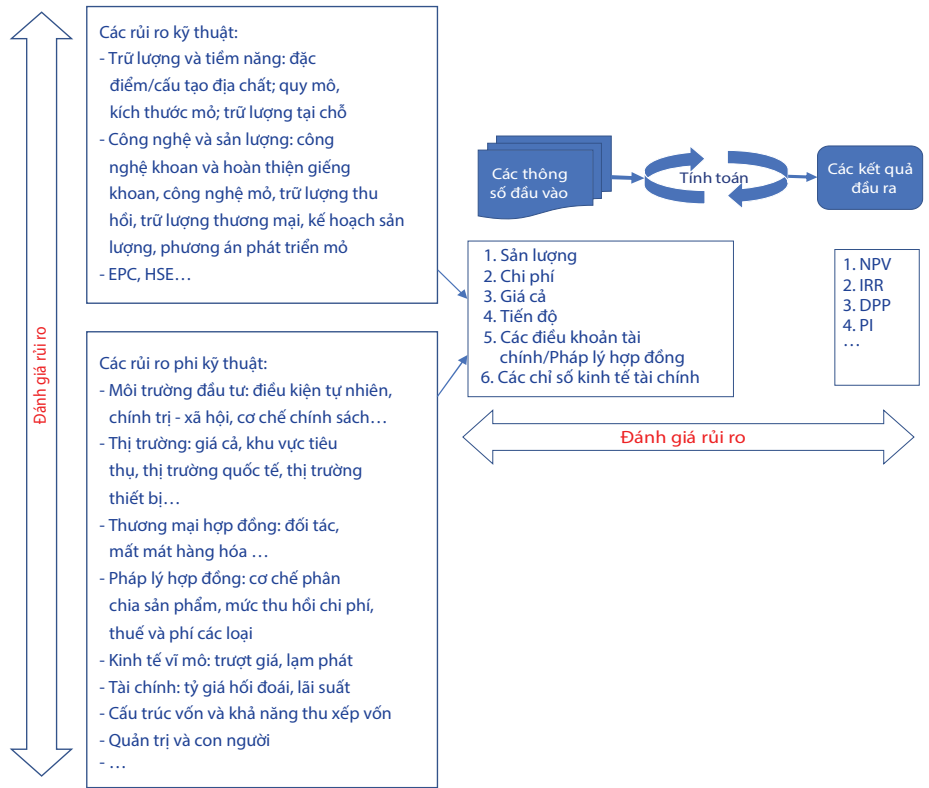 Đánh giá rủi ro
Các rủi ro kỹ thuật:
- Trữ lượng và tiềm năng: đặc
điểm/cấu tạo địa chất; quy mô,
kích thước mỏ; trữ lượng tại chỗ
- Công nghệ và sản lượng: công
nghệ khoan và hoàn thiện giếng
khoan, công nghệ mỏ, trữ lượng thu
hồi, trữ lượng thương mại, kế hoạch sản
lượng, phương án phát triển mỏ
- EPC, HSE…
Các rủi ro phi kỹ thuật:
- Môi trường đầu tư: điều kiện tự nhiên,
chính trị - xã hội, cơ chế chính sách…
- Thị trường: giá cả, khu vực tiêu
thụ, thị trường quốc tế, thị trường
thiết bị…
- Thương mại hợp đồng: đối tác,
mất mát hàng hóa …
- Pháp lý hợp đồng: cơ chế phân
chia sản phẩm, mức thu hồi chi phí,
thuế và phí các loại
- Kinh tế vĩ mô: trượt giá, lạm phát
- Tài chính: tỷ giá hối đoái, lãi suất
- Cấu trúc vốn và khả năng thu xếp vốn
- Quản trị và con người
- …
Các thông
số đầu vào
Tính toán
Các kết quả
đầu ra
1. Sản lượng
2. Chi phí
3. Giá cả
4. Tiến độ
5. Các điều khoản tài
chính/Pháp lý hợp đồng
6. Các chỉ số kinh tế tài chính
1. NPV
2. IRR
3. DPP
4. PI
…
Đánh giá rủi ro